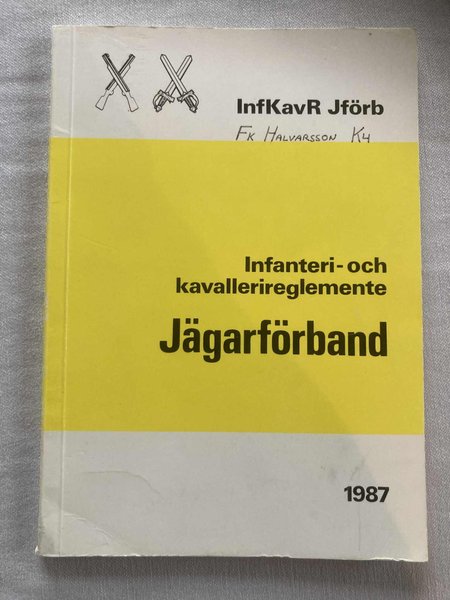 InfKavR Jförb
FK HALVARSSON K4
Infanteri- och
kavallerireglemente
Jägarförband
1987